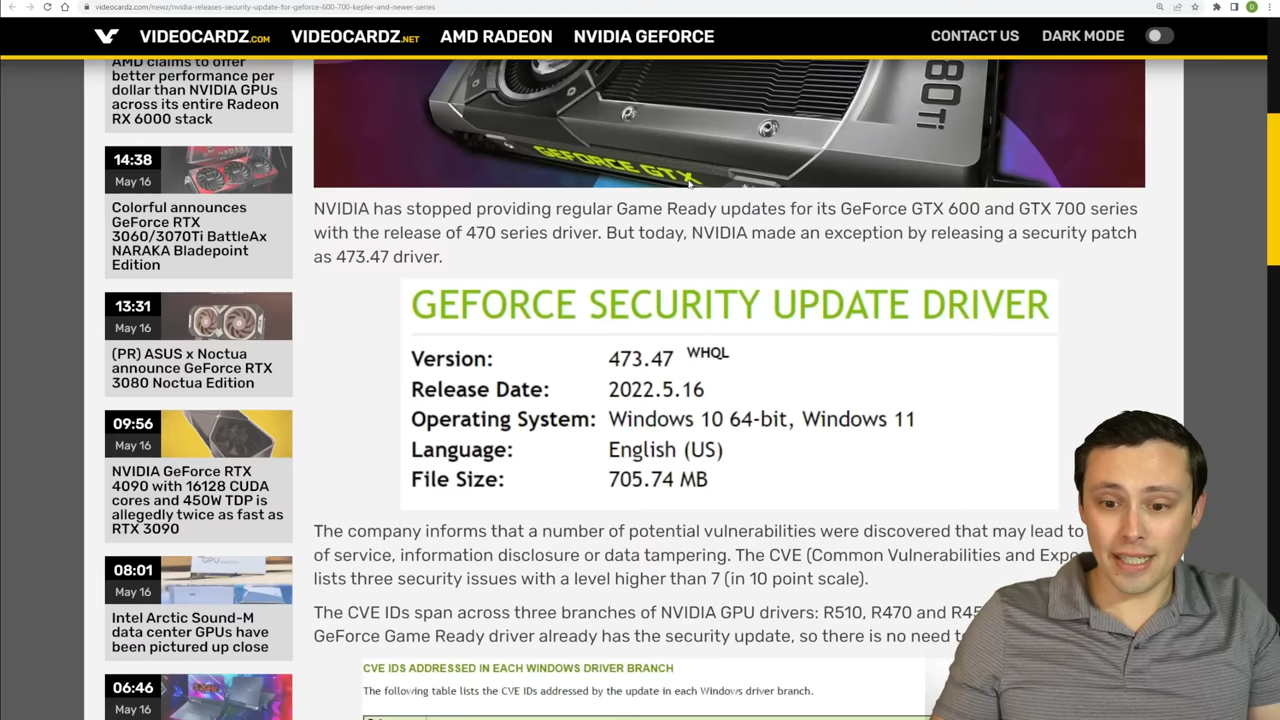 videocardz.com/newz/nvidia-releases-security-update-for-geforce-600-700-kepler-and-newer-series
VIDEOCARDZ.COM
VIDEOCARDZ.NET
AMD RADEON
NVIDIA GEFORCE
CONTACT US
DARK MODE
AMD claims to offer
better performance per
dollar than NVIDIA GPUs
across its entire Radeon
RX 6000 stack
14:38
May 16
Colorful announces
GeForce RTX
3060/3070Ti BattleAx
NARAKA Bladepoint
Edition
13:31
May 16
(PR) ASUS x Noctua
announce GeForce RTX
3080 Noctua Edition
09:56
May 16
NVIDIA GeForce RTX
4090 with 16128 CUDA
cores and 450W TDP is
allegedly twice as fast as
RTX 3090
08:01
May 16
Intel Arctic Sound-M
data center GPUs have
been pictured up close
06:46
May 16
GEFORCE GTX
80Ti
NVIDIA has stopped providing regular Game Ready updates for its GeForce GTX 600 and GTX 700 series
with the release of 470 series driver. But today, NVIDIA made an exception by releasing a security patch
as 473.47 driver.
GEFORCE SECURITY UPDATE DRIVER
Version: 473.47 WHQL
Release Date: 2022.5.16
Operating System: Windows 10 64-bit, Windows 11
Language: English (US)
File Size: 705.74 MB
The company informs that a number of potential vulnerabilities were discovered that may lead to
of service, information disclosure or data tampering. The CVE (Common Vulnerabilities and Expo
lists three security issues with a level higher than 7 (in 10 point scale).
The CVE IDs span across three branches of NVIDIA GPU drivers: R510, R470 and R45
GeForce Game Ready driver already has the security update, so there is no need to
CVE IDS ADDRESSED IN EACH WINDOWS DRIVER BRANCH
The following table lists the CVE IDs addressed by the update in each Windows driver branch.